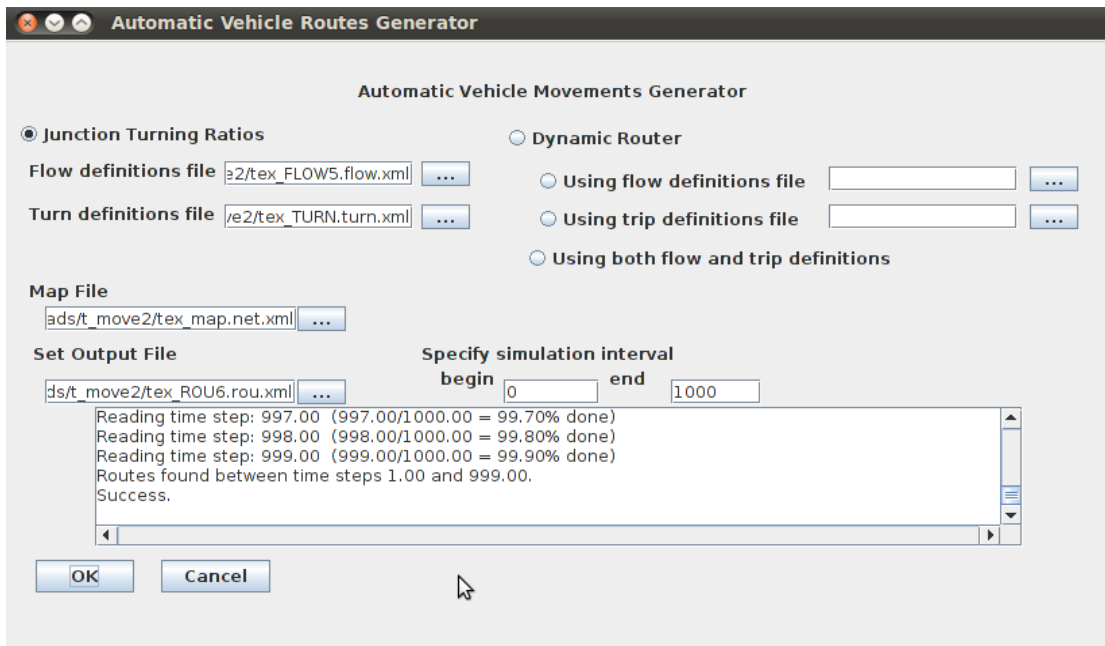 Automatic Vehicle Routes Generator
Automatic Vehicle Movements Generator
Junction Turning Ratios
Flow definitions file e2/tex_FLOW5.flow.xml ...
Turn definitions file ve2/tex_TURN.turn.xml ...
Dynamic Router
Using flow definitions file ...
Using trip definitions file ...
Using both flow and trip definitions
Map File
ads/t_move2/tex_map.net.xml ...
Set Output File
ds/t_move2/tex_ROU6.rou.xml ...
Specify simulation interval
begin 0 end 1000
Reading time step: 997.00 (997.00/1000.00 = 99.70% done)
Reading time step: 998.00 (998.00/1000.00 = 99.80% done)
Reading time step: 999.00 (999.00/1000.00 = 99.90% done)
Routes found between time steps 1.00 and 999.00.
Success.
OK Cancel